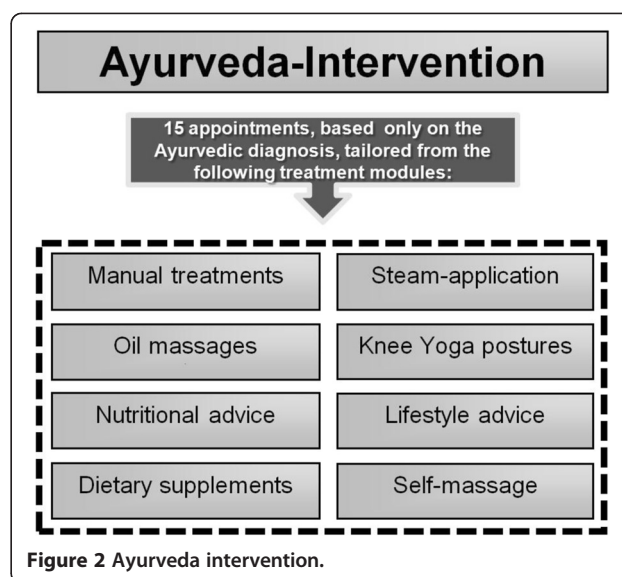 Ayurveda-Intervention
15 appointments, based only on the
Ayurvedic diagnosis, tailored from the
following treatment modules:
Manual treatments
Steam-application
Oil massages
Knee Yoga postures
Nutritional advice
Lifestyle advice
Dietary supplements
Self-massage
Figure 2 Ayurveda intervention.